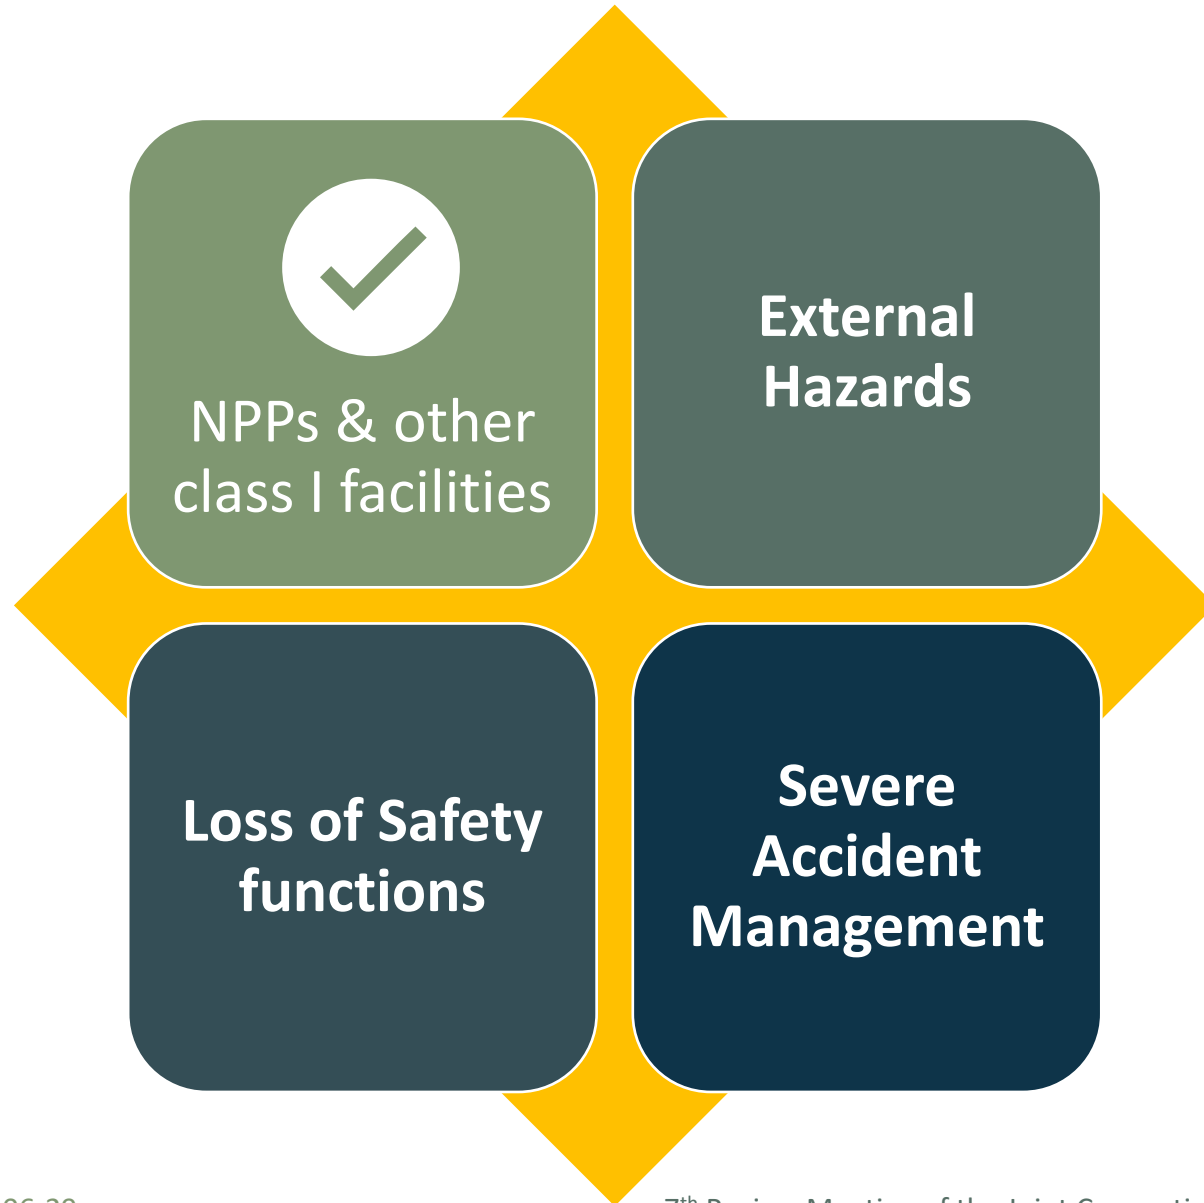 NPPs & other
class I facilities
External
Hazards
Loss of Safety
functions
Severe
Accident
Management